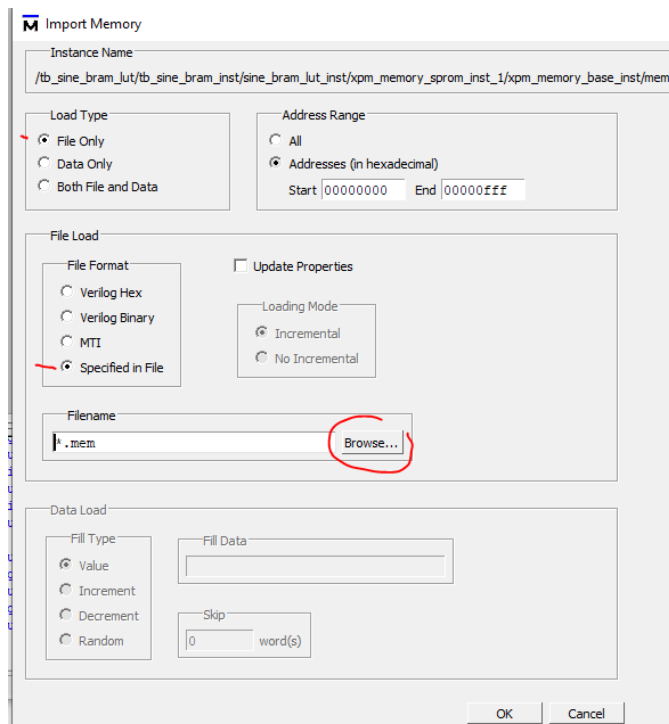 Import Memory
Instance Name
/tb_sine_bram_lut/tb_sine_bram_inst/sine_bram_lut_inst/xpm_memory_sprom_inst_1/xpm_memory_base_inst/mem
Load Type
File Only
Data Only
Both File and Data
Address Range
All
Addresses (in hexadecimal)
Start 00000000 End 00000fff
File Load
File Format
Verilog Hex
Verilog Binary
MTI
Specified in File
Update Properties
Loading Mode
Incremental
No Incremental
Filename
*.mem Browse...
Data Load
Fill Type
Value
Increment
Decrement
Random
Fill Data
Skip
0 word(s)
OK Cancel